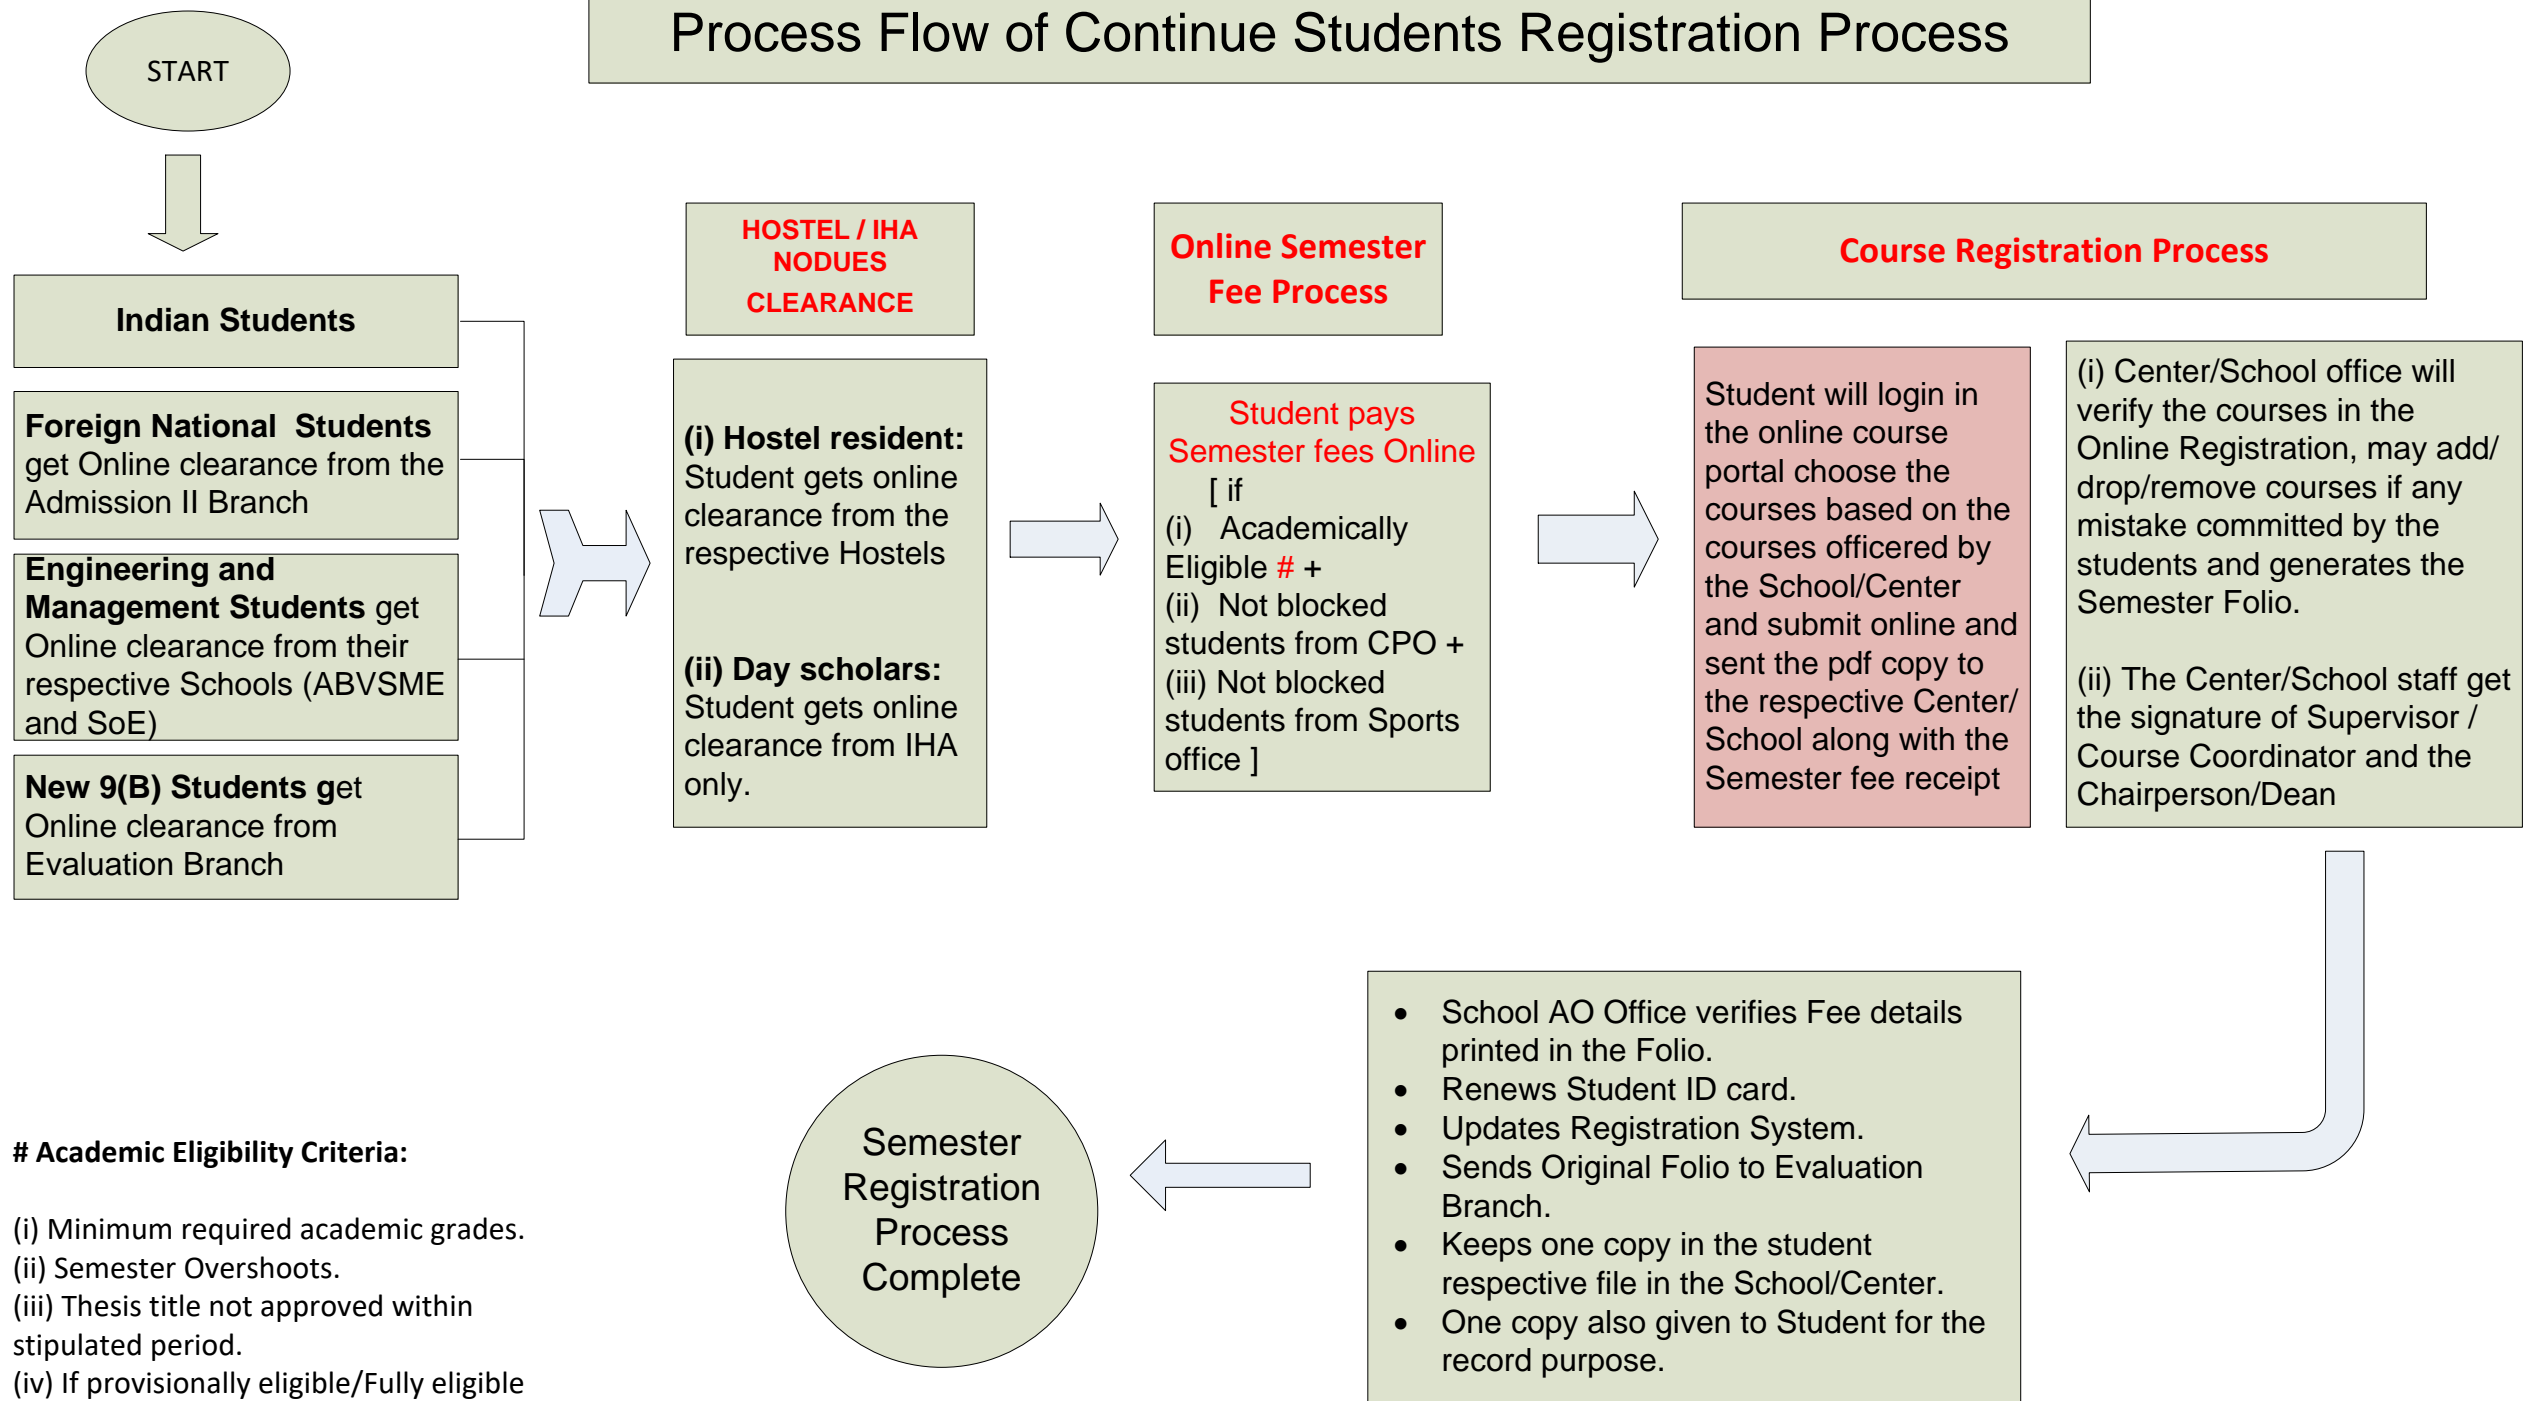 Process Flow of Continue Students Registration Process
START
Indian Students
Foreign National  Students
get Online clearance from the
Admission II Branch
Engineering and
Management Students get
Online clearance from their
respective Schools (ABVSME
and SoE)
New 9(B) Students get
Online clearance from
Evaluation Branch
HOSTEL / IHA
NODUES
CLEARANCE
(i) Hostel resident:
Student gets online
clearance from the
respective Hostels
(ii) Day scholars:
Student gets online
clearance from IHA
only.
Online Semester
Fee Process
Student pays
Semester fees Online
[ if
(i)   Academically
Eligible # +
(ii)  Not blocked
students from CPO +
(iii) Not blocked
students from Sports
office ]
Course Registration Process
Student will login in
the online course
portal choose the
courses based on the
courses officered by
the School/Center
and submit online and
sent the pdf copy to
the respective Center/
School along with the
Semester fee receipt
(i) Center/School office will
verify the courses in the
Online Registration, may add/
drop/remove courses if any
mistake committed by the
students and generates the
Semester Folio.
(ii) The Center/School staff get
the signature of Supervisor /
Course Coordinator and the
Chairperson/Dean
• School AO Office verifies Fee details
printed in the Folio.
• Renews Student ID card.
• Updates Registration System.
• Sends Original Folio to Evaluation
Branch.
• Keeps one copy in the student
respective file in the School/Center.
• One copy also given to Student for the
record purpose.
Semester
Registration
Process
Complete
# Academic Eligibility Criteria:
(i) Minimum required academic grades.
(ii) Semester Overshoots.
(iii) Thesis title not approved within
stipulated period.
(iv) If provisionally eligible/Fully eligible